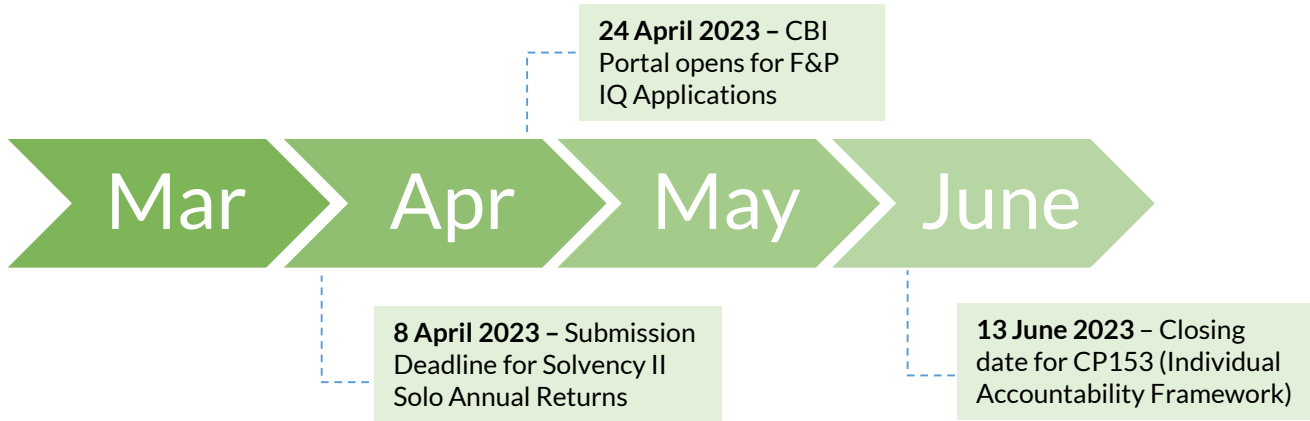 24 April 2023 – CBI
Portal opens for F&P
IQ Applications
Mar
Apr
May
June
8 April 2023 – Submission
Deadline for Solvency II
Solo Annual Returns
13 June 2023 – Closing
date for CP153 (Individual
Accountability Framework)